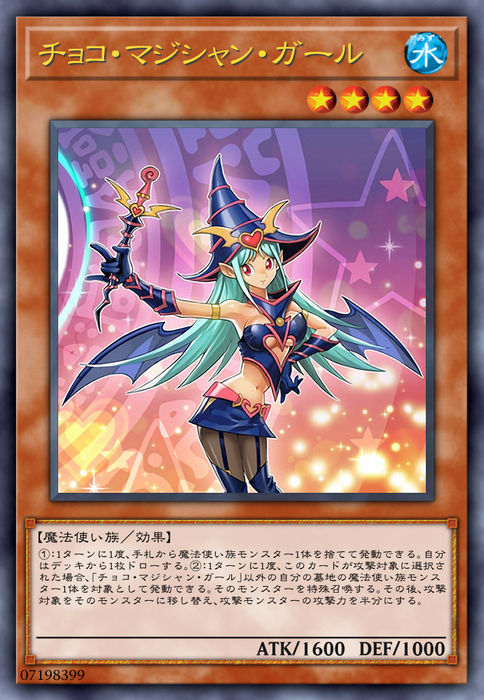 チョコ・マジシャン・ガール
みず
水
【魔法使い族／効果】
①：1ターンに1度、手札から魔法使い族モンスター1体を捨てて発動できる。自分
はデッキから1枚ドローする。②：1ターンに1度、このカードが攻撃対象に選択され
た場合、「チョコ・マジシャン・ガール」以外の自分の墓地の魔法使い族モンス
ター1体を対象として発動できる。そのモンスターを特殊召喚する。その後、攻撃
対象をそのモンスターに移し替え、攻撃モンスターの攻撃力を半分にする。
ATK/1600 DEF/1000
07198399